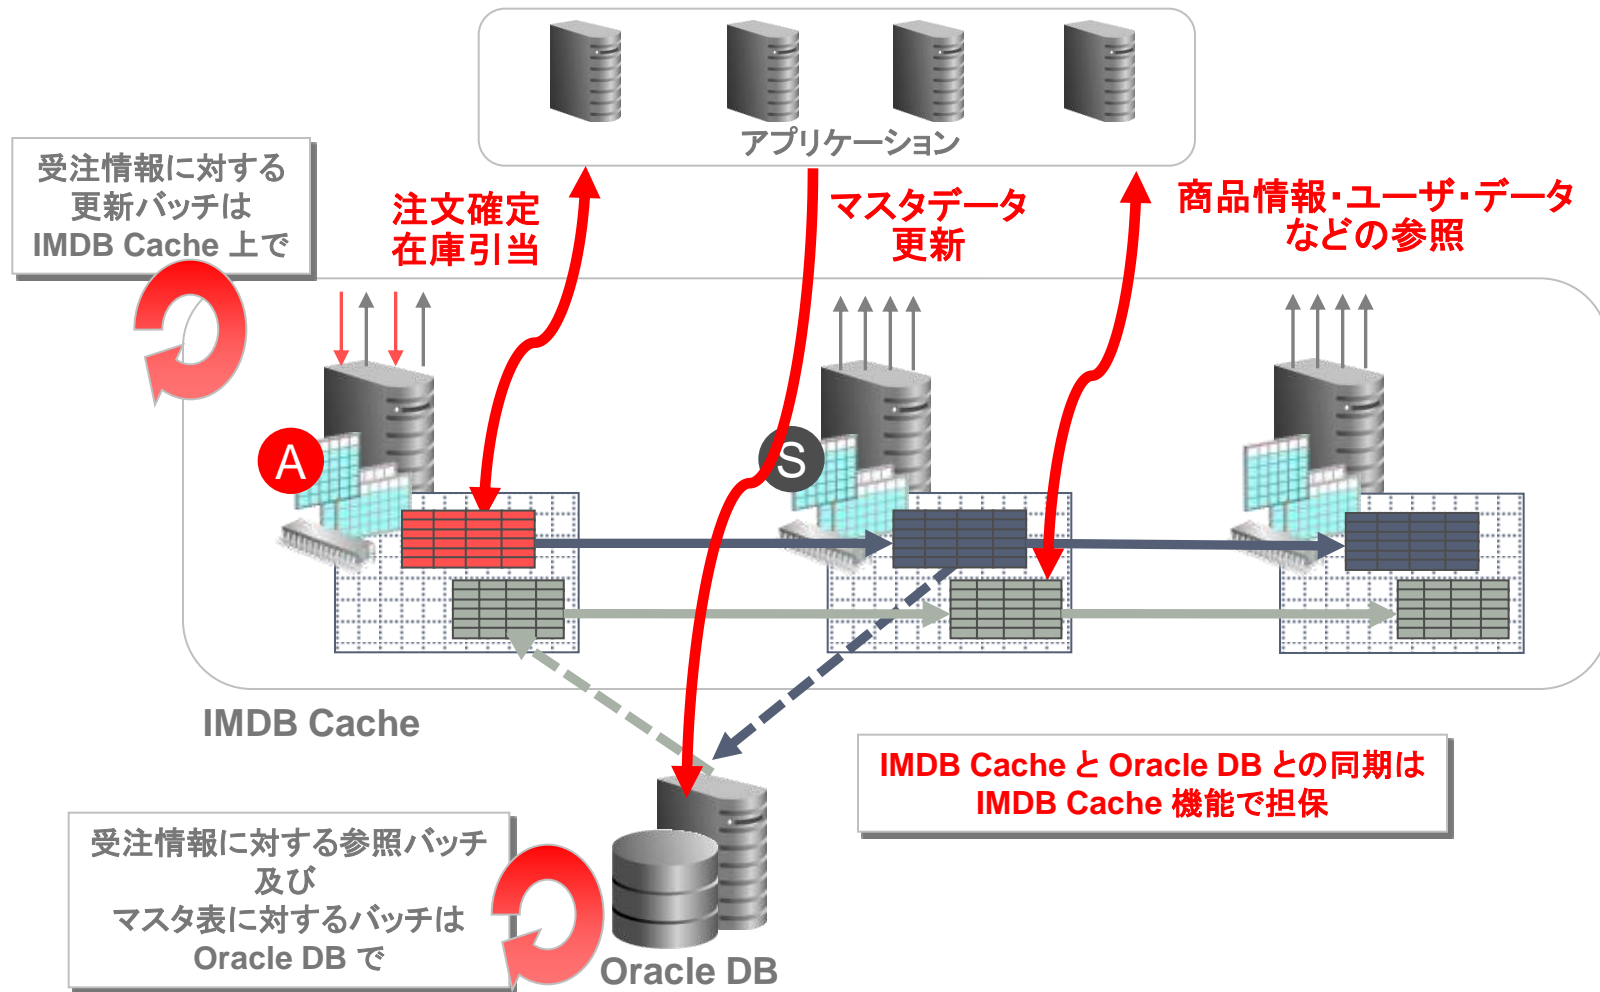 アプリケーション
受注情報に対する
更新バッチは
IMDB Cache 上で
注文確定
在庫引当
マスタデータ
更新
商品情報・ユーザ・データ
などの参照
A
S
IMDB Cache
IMDB Cache と Oracle DB との同期は
IMDB Cache 機能で担保
受注情報に対する参照バッチ
及び
マスタ表に対するバッチは
Oracle DB で
Oracle DB